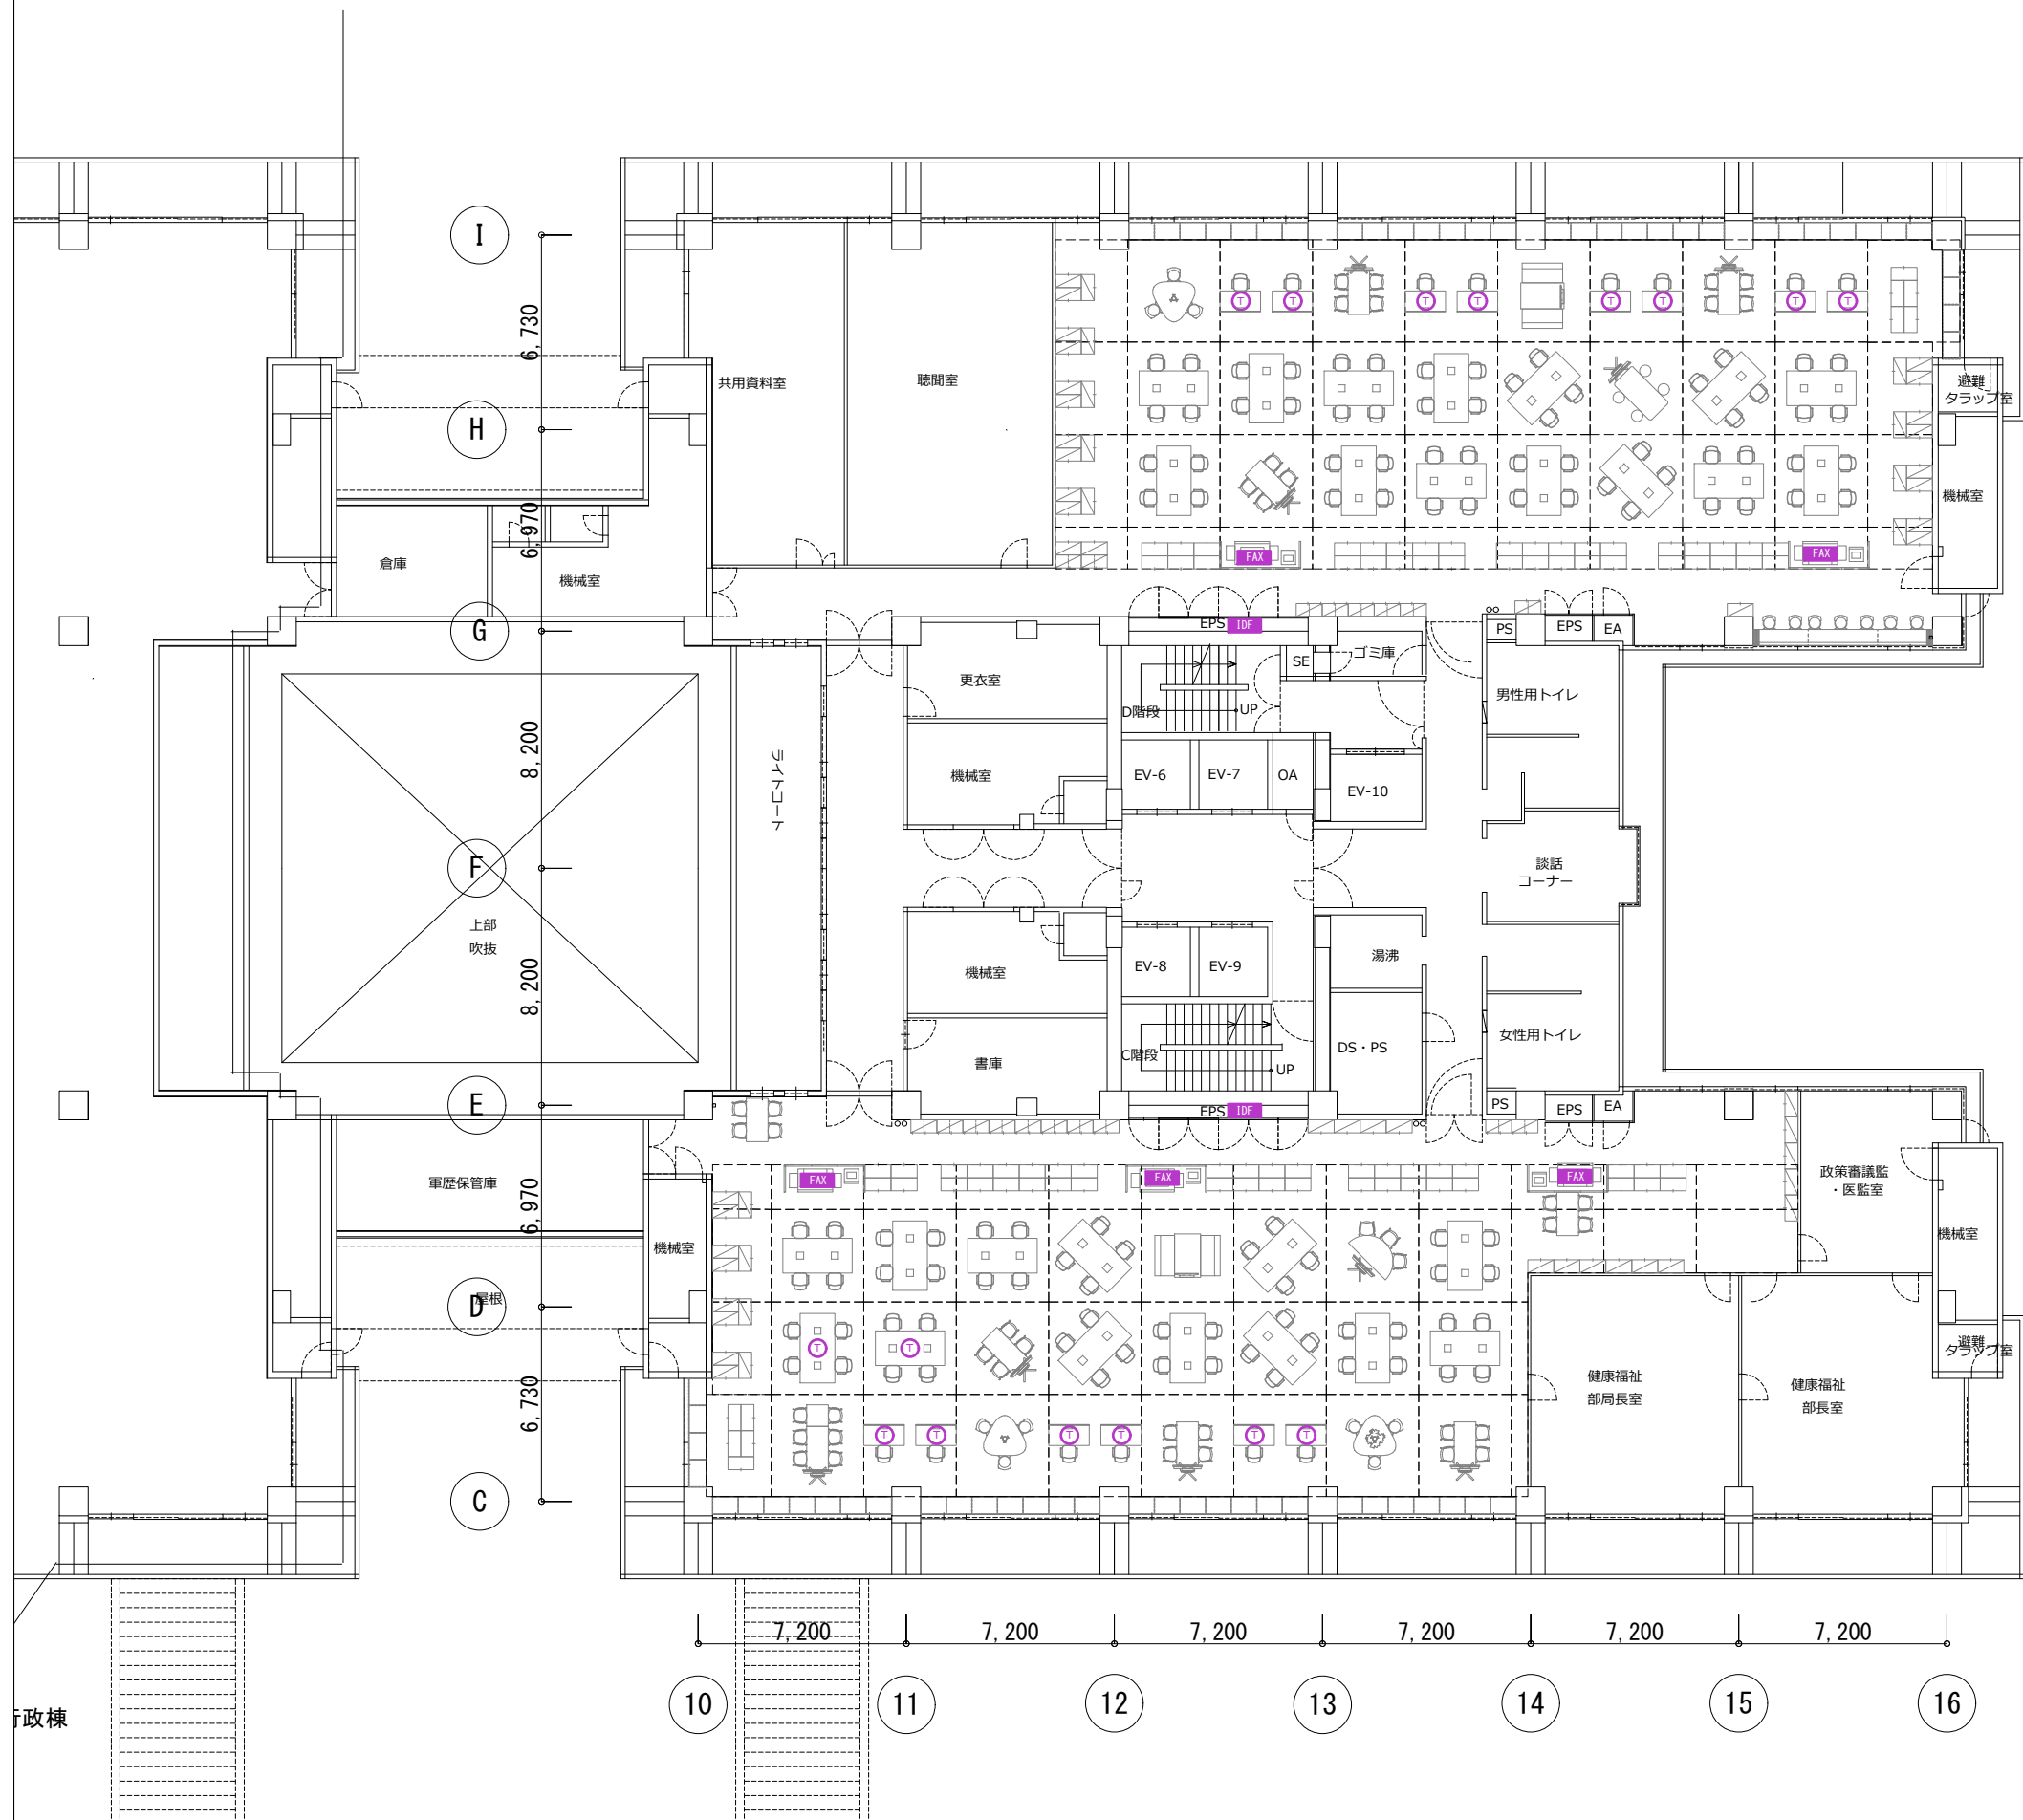 I
6,730
H
6,970
G
8,200
F
8,200
E
6,970
D
6,730
C
共用資料室
聴聞室
T
T
T
T
T
T
T
T
避難
タラップ室
機械室
FAX
FAX
倉庫
機械室
EPS
IDF
PS
EPS
EA
SE
ゴミ庫
更衣室
男性用トイレ
D階段
UP
ライトコート
機械室
EV-6
EV-7
OA
EV-10
談話
コーナー
上部
吹抜
機械室
EV-8
EV-9
湯沸
書庫
C階段
UP
DS・PS
女性用トイレ
EPS
IDF
PS
EPS
EA
軍歴保管庫
FAX
FAX
FAX
政策審議監
・医監室
機械室
機械室
屋根
T
T
避難
タラップ室
健康福祉
部局長室
健康福祉
部長室
T
T
T
T
T
T
7,200
7,200
7,200
7,200
7,200
7,200
10
11
12
13
14
15
16
政棟